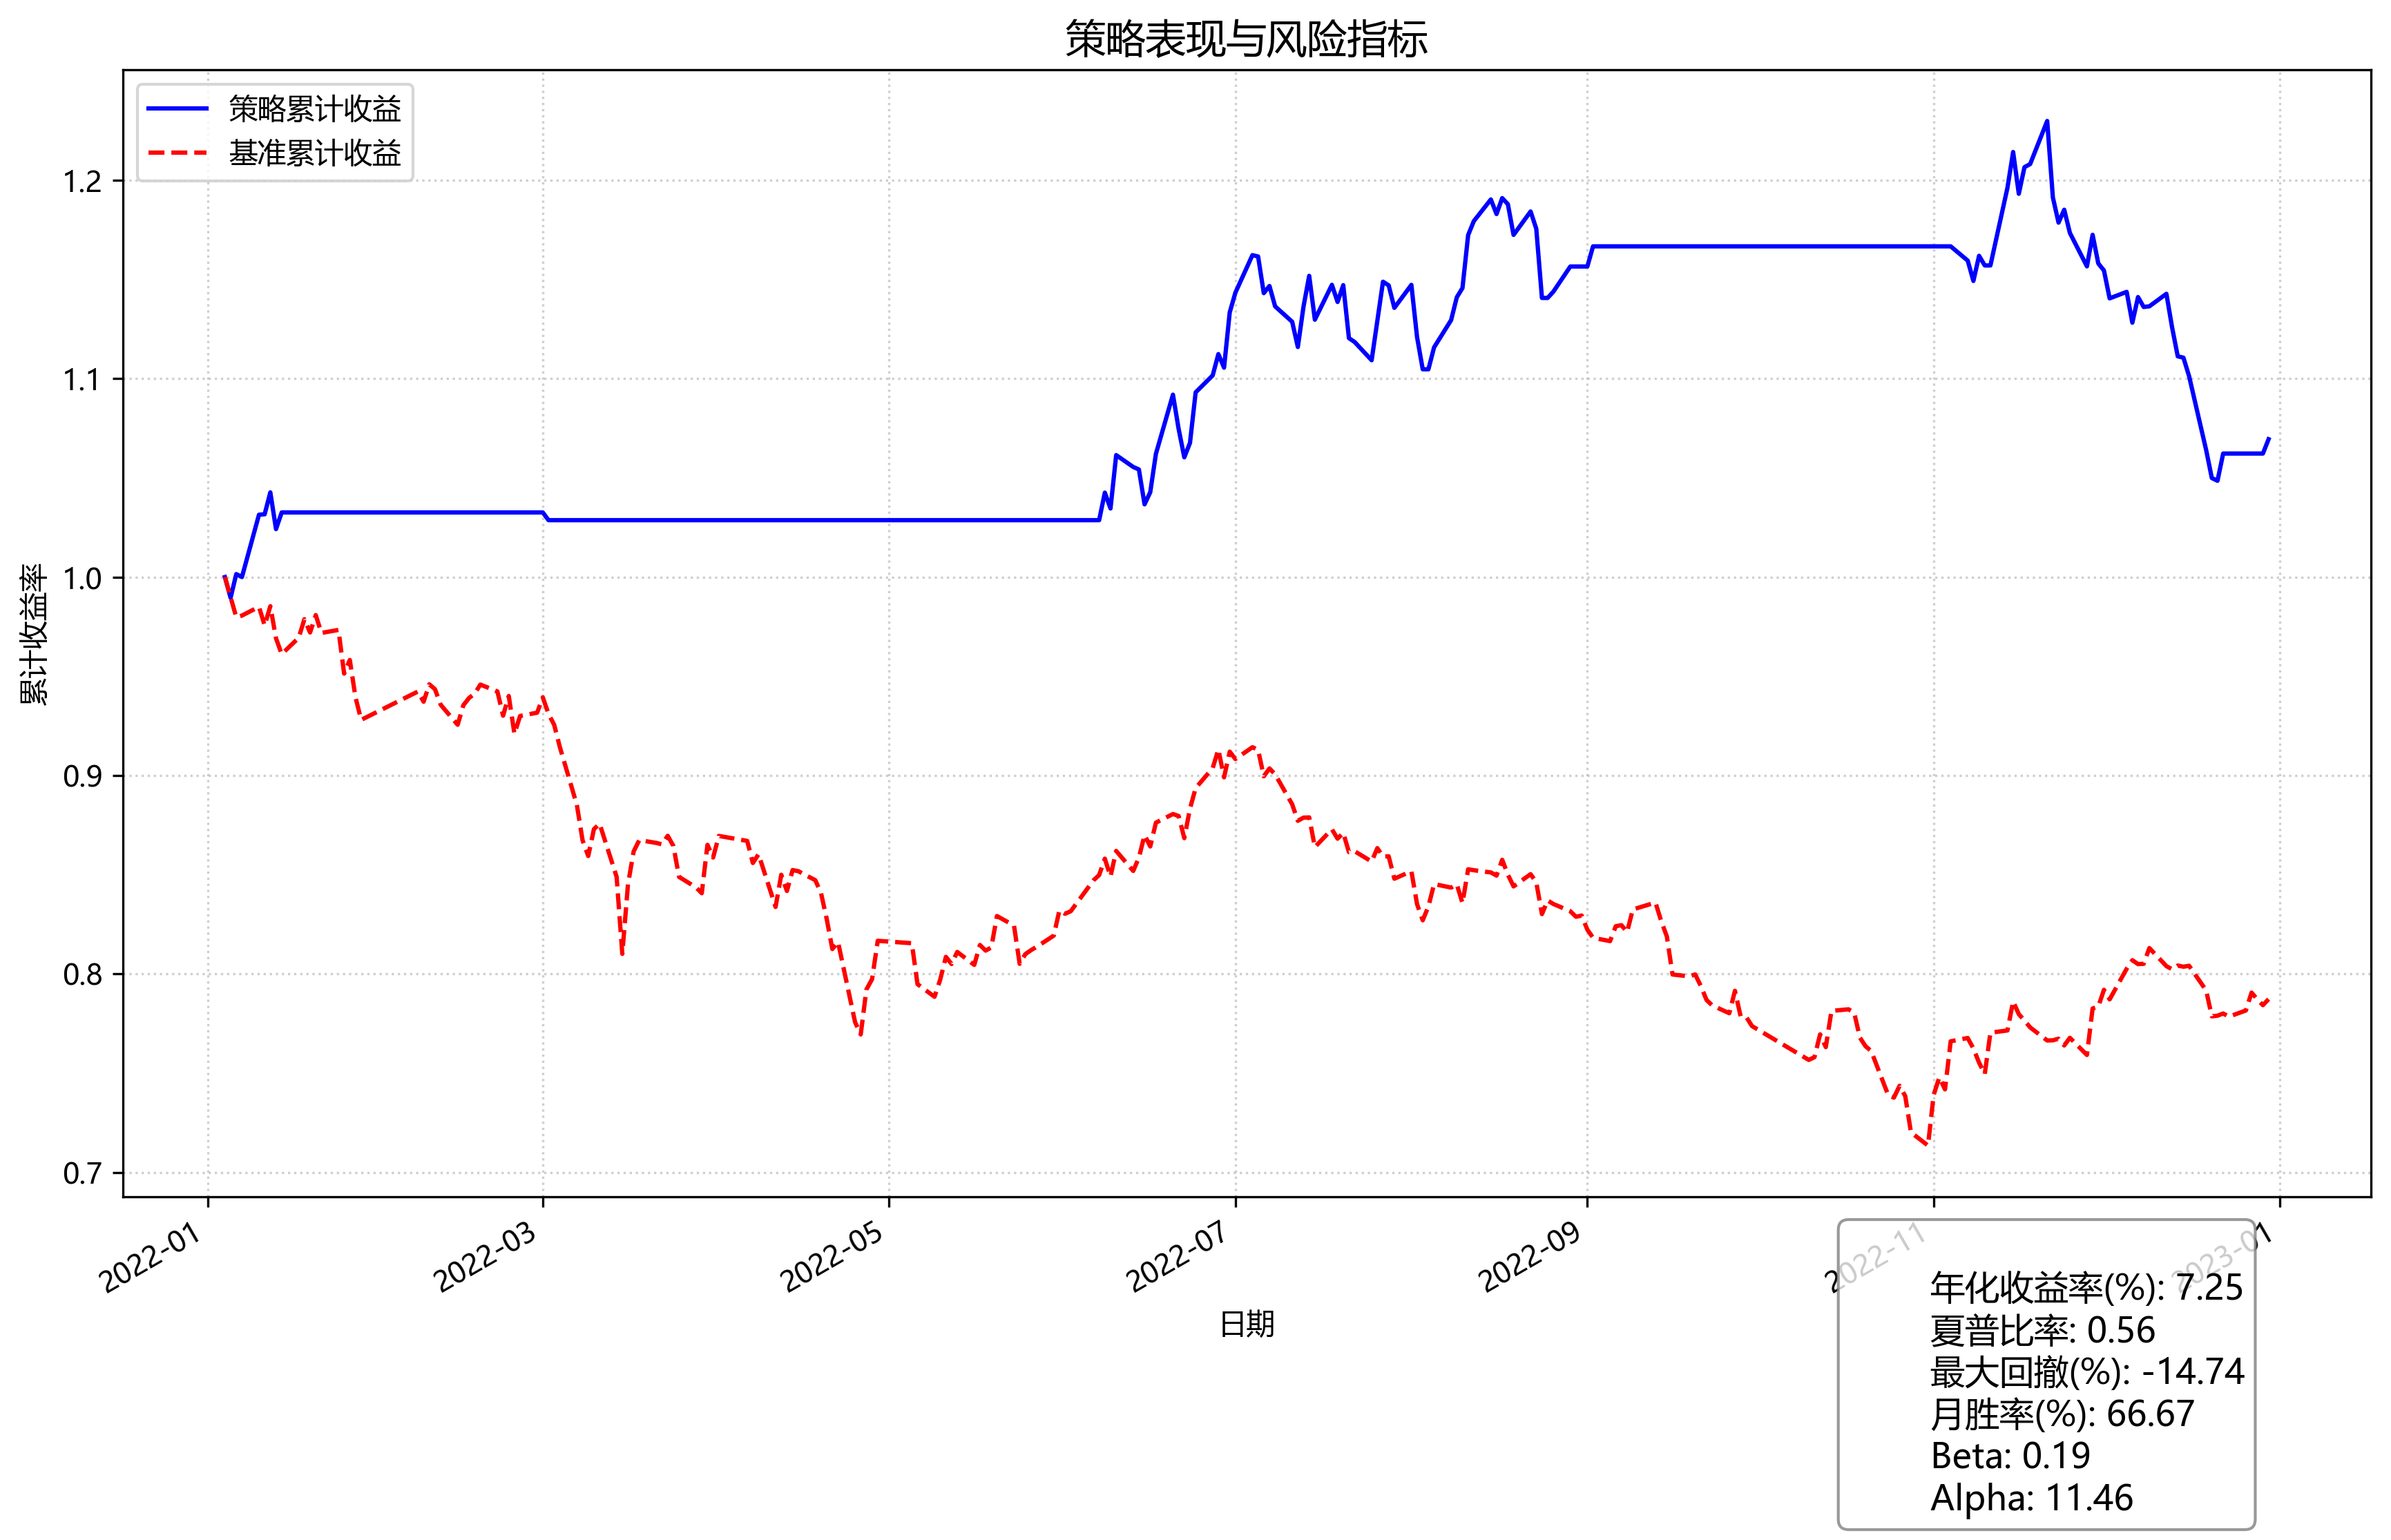 策略表现与风险指标
策略累计收益
基准累计收益
累计收益率
1.2
1.1
1.0
0.9
0.8
0.7
2022-01
2022-03
2022-05
2022-07
2022-09
2022-11
2023-01
日期
年化收益率(%): 7.25
夏普比率: 0.56
最大回撤(%): -14.74
月胜率(%): 66.67
Beta: 0.19
Alpha: 11.46